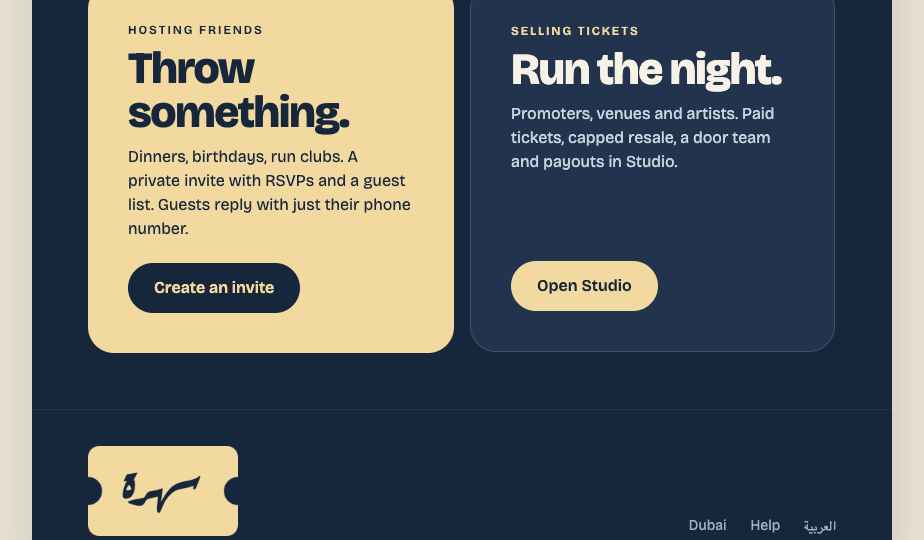 HOSTING FRIENDS
Throw
something.
Dinners, birthdays, run clubs. A
private invite with RSVPs and a guest
list. Guests reply with just their phone
number.
Create an invite
SELLING TICKETS
Run the night.
Promoters, venues and artists. Paid
tickets, capped resale, a door team
and payouts in Studio.
Open Studio
سهرة
Dubai Help العربية